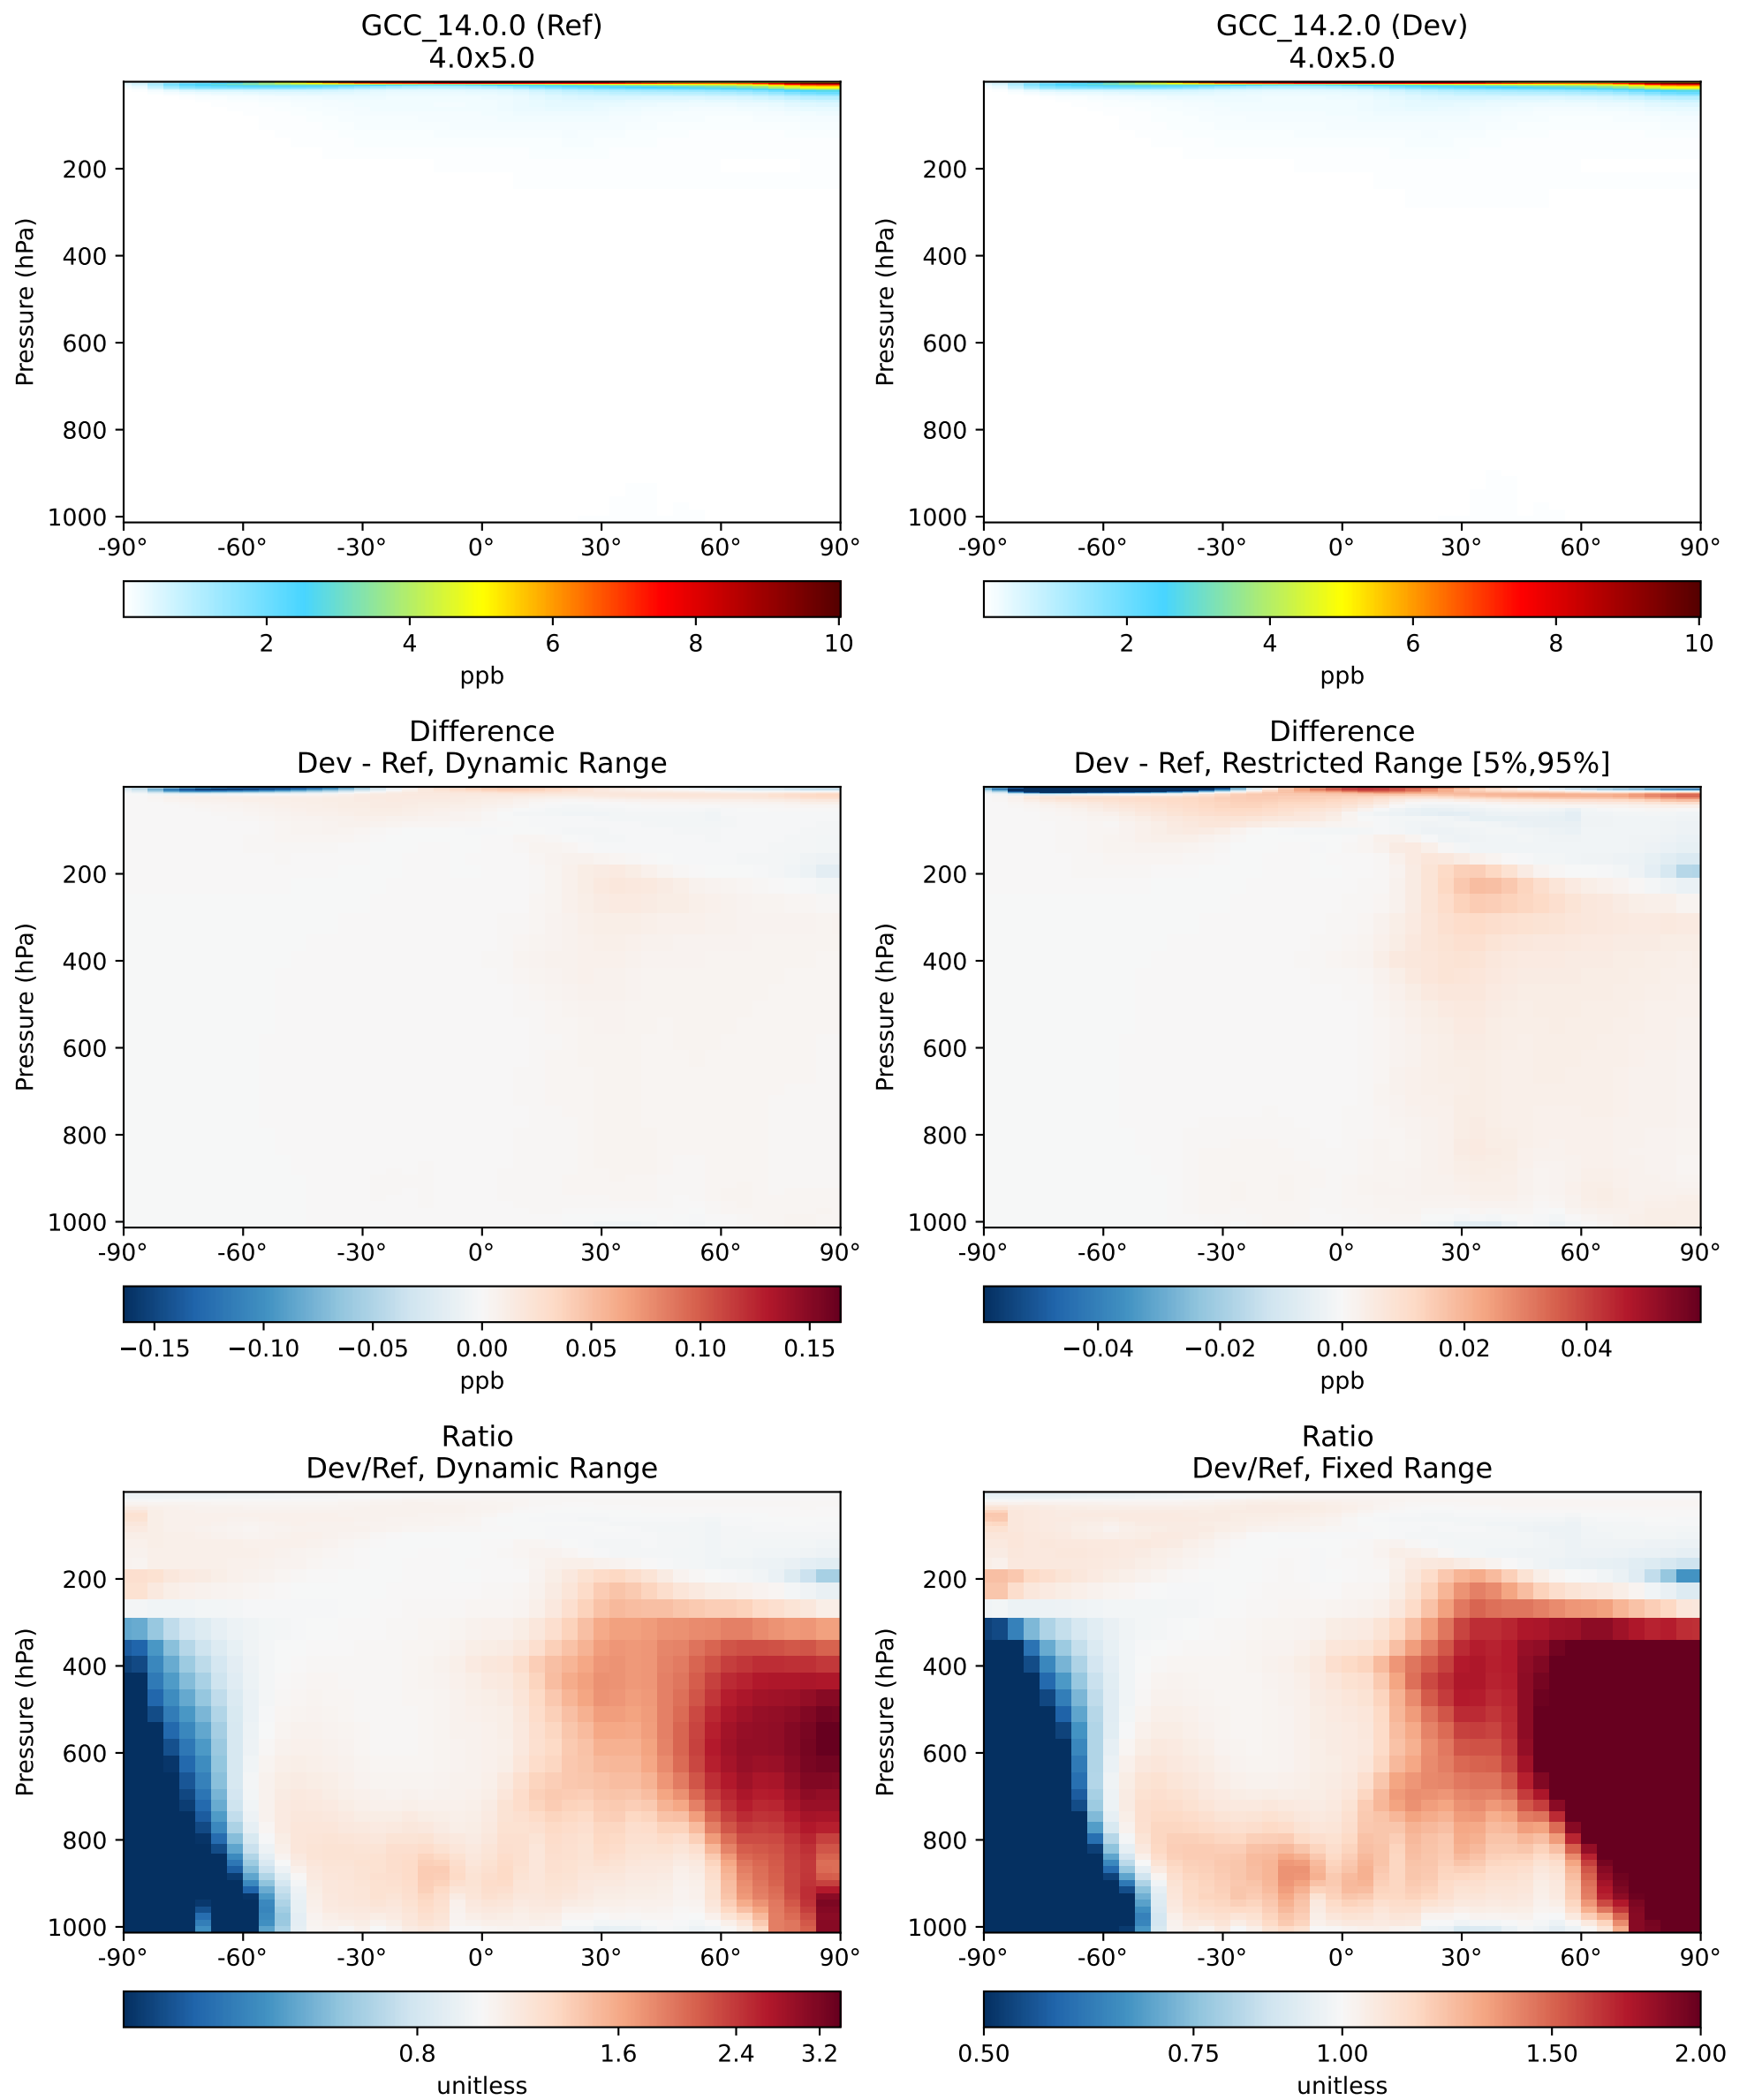 GCC_14.0.0 (Ref)
4.0x5.0
Pressure (hPa)
200
400
600
800
1000
-90° -60° -30° 0° 30° 60° 90°
2 4 6 8 10
ppb
GCC_14.2.0 (Dev)
4.0x5.0
Pressure (hPa)
200
400
600
800
1000
-90° -60° -30° 0° 30° 60° 90°
2 4 6 8 10
ppb
Difference
Dev - Ref, Dynamic Range
Pressure (hPa)
200
400
600
800
1000
-90° -60° -30° 0° 30° 60° 90°
−0.15 −0.10 −0.05 0.00 0.05 0.10 0.15
ppb
Difference
Dev - Ref, Restricted Range [5%,95%]
Pressure (hPa)
200
400
600
800
1000
-90° -60° -30° 0° 30° 60° 90°
−0.04 −0.02 0.00 0.02 0.04
ppb
Ratio
Dev/Ref, Dynamic Range
Pressure (hPa)
200
400
600
800
1000
-90° -60° -30° 0° 30° 60° 90°
0.8 1.6 2.4 3.2
unitless
Ratio
Dev/Ref, Fixed Range
Pressure (hPa)
200
400
600
800
1000
-90° -60° -30° 0° 30° 60° 90°
0.50 0.75 1.00 1.50 2.00
unitless